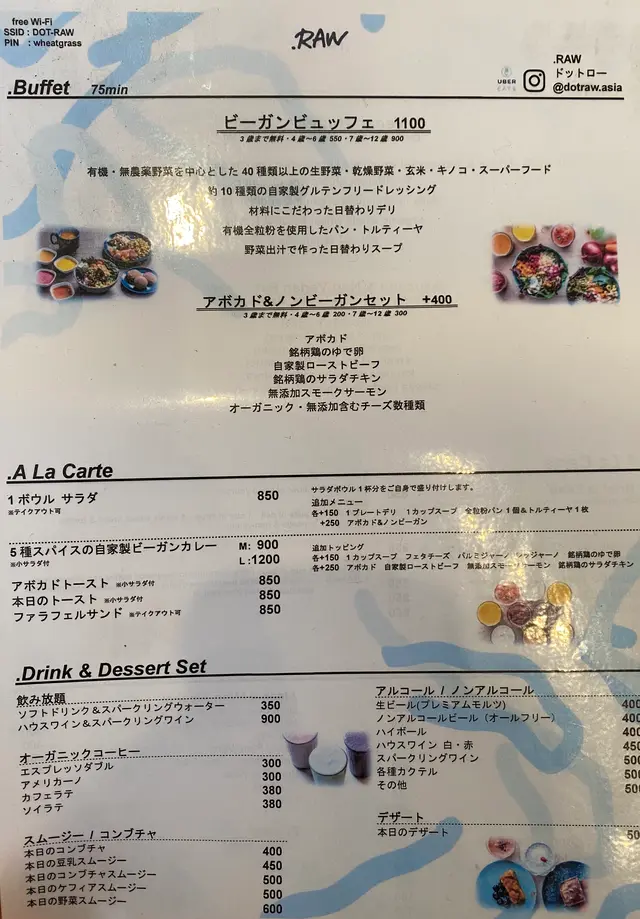 free Wi-Fi
SSID : DOT-RAW
PIN : wheatgrass
.RAW
.RAW
ドットロー
@dotraw.asia
UBER
EATS
.Buffet 75min
ビーガンビュッフェ 1100
3歳まで無料・4歳〜6歳 550・7歳〜12歳 900
有機・無農薬野菜を中心とした 40 種類以上の生野菜・乾燥野菜・玄米・キノコ・スーパーフード
約 10 種類の自家製グルテンフリードレッシング
材料にこだわった日替わりデリ
有機全粒粉を使用したパン・トルティーヤ
野菜出汁で作った日替わりスープ
アボカド&ノンビーガンセット +400
3歳まで無料・4歳〜6歳 200・7歳〜12歳 300
アボカド
銘柄鶏のゆで卵
自家製ローストビーフ
銘柄鶏のサラダチキン
無添加スモークサーモン
オーガニック・無添加含むチーズ数種類
.A La Carte
1 ボウル サラダ 850
※テイクアウト可
サラダボウル 1 杯分をご自身で盛り付けします。
追加メニュー
各+150 1 プレートデリ 1 カップスープ 全粒粉パン 1 個&トルティーヤ 1 枚
+250 アボカド&ノンビーガン
5 種スパイスの自家製ビーガンカレー M: 900
※小サラダ付 L:1200
追加トッピング
各+150 1 カップスープ フェタチーズ パルミジャーノ レッジャーノ 銘柄鶏のゆで卵
各+250 アボカド 自家製ローストビーフ 無添加スモークサーモン 銘柄鶏のサラダチキン
アボカドトースト ※小サラダ付 850
本日のトースト ※小サラダ付 850
ファラフェルサンド ※テイクアウト可 850
.Drink & Dessert Set
飲み放題
ソフトドリンク&スパークリングウォーター 350
ハウスワイン&スパークリングワイン 900
オーガニックコーヒー
エスプレッソダブル 300
アメリカーノ 300
カフェラテ 380
ソイラテ 380
スムージー / コンブチャ
本日のコンブチャ 400
本日の豆乳スムージー 450
本日のコンブチャスムージー 500
本日のケフィアスムージー 500
本日の野菜スムージー 600
アルコール / ノンアルコール
生ビール(プレミアムモルツ) 400
ノンアルコールビール（オールフリー） 400
ハイボール 400
ハウスワイン 白・赤 450
スパークリングワイン 500
各種カクテル 500
その他 500
デザート
本日のデザート 50